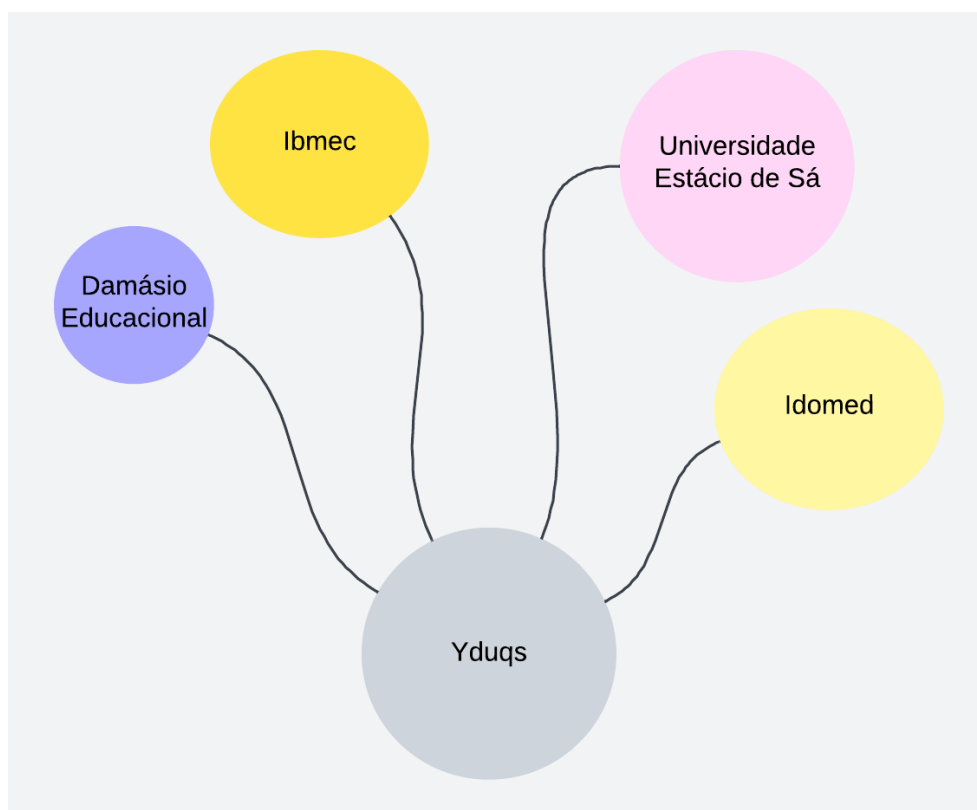 Ibmec
Universidade
Estácio de Sá
Damásio
Educacional
Idomed
Yduqs